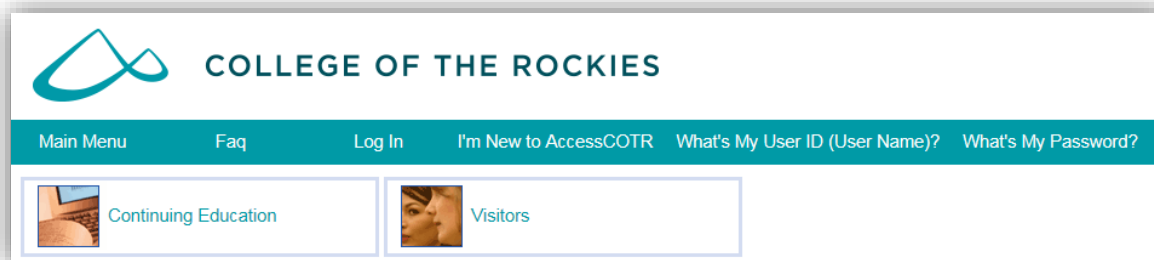 COLLEGE OF THE ROCKIES
Main Menu Faq Log In I'm New to AccessCOTR What's My User ID (User Name)? What's My Password?
Continuing Education Visitors